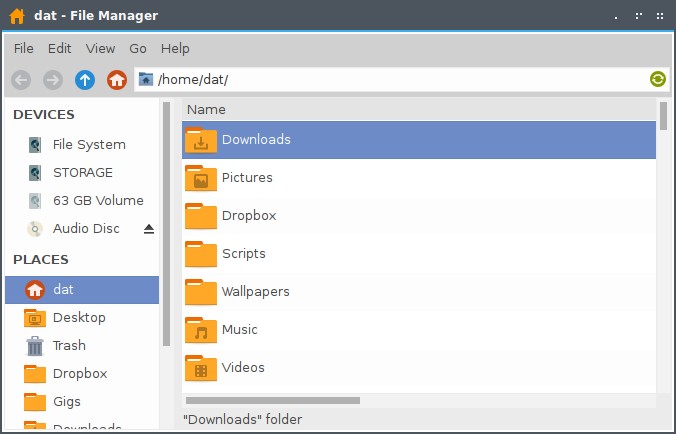 dat - File Manager
File Edit View Go Help
/home/dat/
DEVICES
File System
STORAGE
63 GB Volume
Audio Disc
PLACES
dat
Desktop
Trash
Dropbox
Gigs
Downloads
Name
Downloads
Pictures
Dropbox
Scripts
Wallpapers
Music
Videos
"Downloads" folder